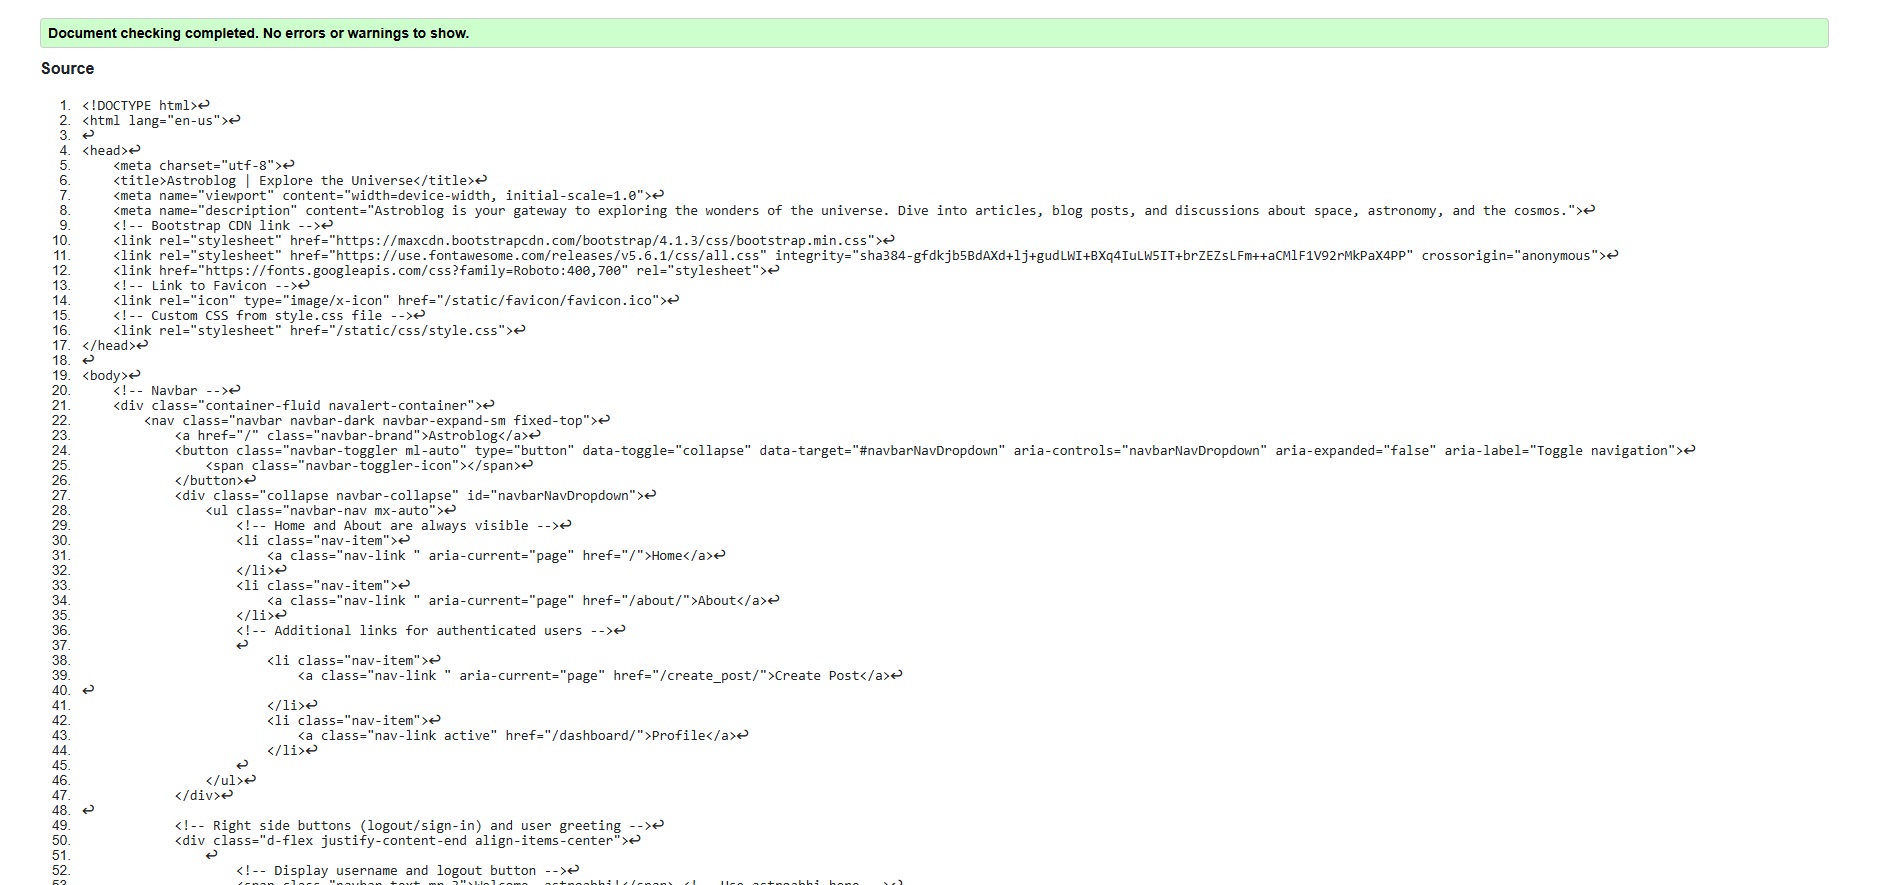 Document checking completed. No errors or warnings to show.
Source
1. <!DOCTYPE html>↩
2. <html lang="en-us">↩
3. ↩
4. <head>↩
5.     <meta charset="utf-8">↩
6.     <title>Astroblog | Explore the Universe</title>↩
7.     <meta name="viewport" content="width=device-width, initial-scale=1.0">↩
8.     <meta name="description" content="Astroblog is your gateway to exploring the wonders of the universe. Dive into articles, blog posts, and discussions about space, astronomy, and the cosmos.">↩
9.     <!-- Bootstrap CDN link -->↩
10.     <link rel="stylesheet" href="https://maxcdn.bootstrapcdn.com/bootstrap/4.1.3/css/bootstrap.min.css">↩
11.     <link rel="stylesheet" href="https://use.fontawesome.com/releases/v5.6.1/css/all.css" integrity="sha384-gfdkjb5BdAXd+lj+gudLWI+BXq4IuLW5IT+brZEZsLFm++aCMlF1V92rMkPaX4PP" crossorigin="anonymous">↩
12.     <link href="https://fonts.googleapis.com/css?family=Roboto:400,700" rel="stylesheet">↩
13.     <!-- Link to Favicon -->↩
14.     <link rel="icon" type="image/x-icon" href="/static/favicon/favicon.ico">↩
15.     <!-- Custom CSS from style.css file -->↩
16.     <link rel="stylesheet" href="/static/css/style.css">↩
17. </head>↩
18. ↩
19. <body>↩
20.     <!-- Navbar -->↩
21.     <div class="container-fluid navalert-container">↩
22.         <nav class="navbar navbar-dark navbar-expand-sm fixed-top">↩
23.             <a href="/" class="navbar-brand">Astroblog</a>↩
24.             <button class="navbar-toggler ml-auto" type="button" data-toggle="collapse" data-target="#navbarNavDropdown" aria-controls="navbarNavDropdown" aria-expanded="false" aria-label="Toggle navigation">↩
25.                 <span class="navbar-toggler-icon"></span>↩
26.             </button>↩
27.             <div class="collapse navbar-collapse" id="navbarNavDropdown">↩
28.                 <ul class="navbar-nav mx-auto">↩
29.                     <!-- Home and About are always visible -->↩
30.                     <li class="nav-item">↩
31.                         <a class="nav-link " aria-current="page" href="/">Home</a>↩
32.                     </li>↩
33.                     <li class="nav-item">↩
34.                         <a class="nav-link " aria-current="page" href="/about/">About</a>↩
35.                     </li>↩
36.                     <!-- Additional links for authenticated users -->↩
37.                     ↩
38.                         <li class="nav-item">↩
39.                             <a class="nav-link " aria-current="page" href="/create_post/">Create Post</a>↩
40. ↩
41.                         </li>↩
42.                         <li class="nav-item">↩
43.                             <a class="nav-link active" href="/dashboard/">Profile</a>↩
44.                         </li>↩
45.                     ↩
46.                 </ul>↩
47.             </div>↩
48. ↩
49.             <!-- Right side buttons (logout/sign-in) and user greeting -->↩
50.             <div class="d-flex justify-content-end align-items-center">↩
51.                 ↩
52.                     <!-- Display username and logout button -->↩